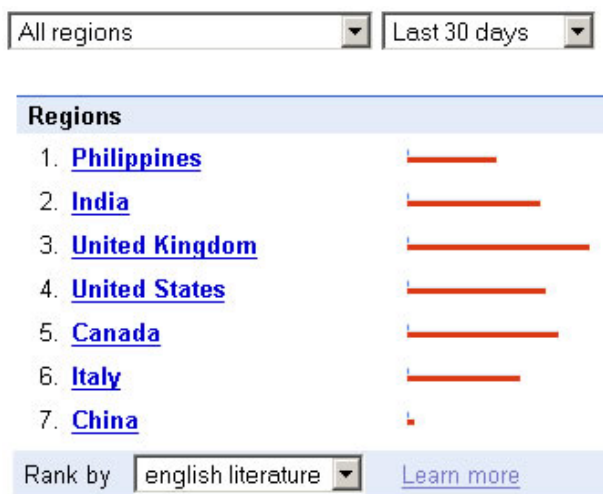 All regions Last 30 days
Regions
1. Philippines
2. India
3. United Kingdom
4. United States
5. Canada
6. Italy
7. China
Rank by english literature Learn more